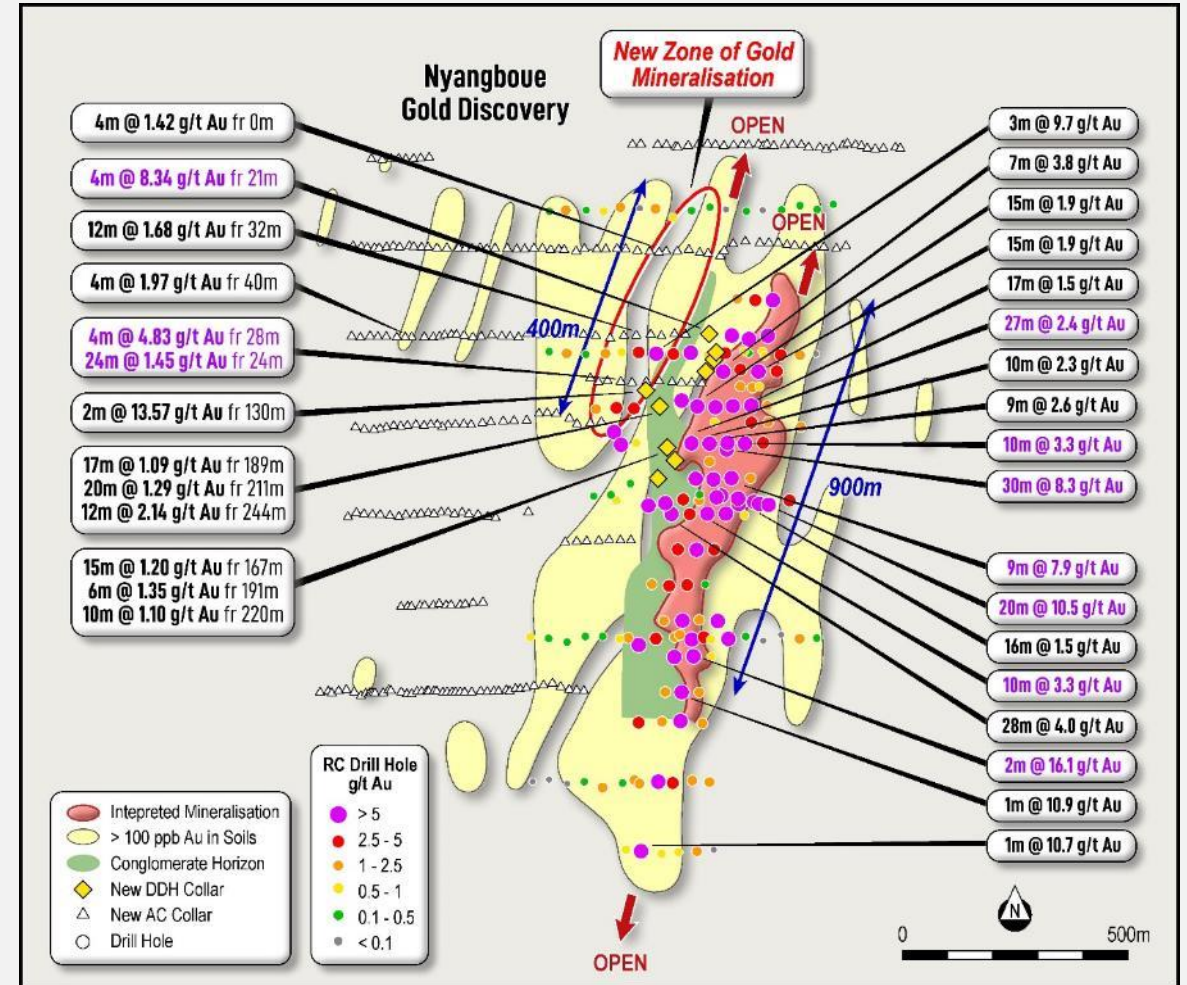 Nyangboue
Gold Discovery
New Zone of Gold
Mineralisation
OPEN
OPEN
4m @ 1.42 g/t Au fr 0m
4m @ 8.34 g/t Au fr 21m
12m @ 1.68 g/t Au fr 32m
4m @ 1.97 g/t Au fr 40m
4m @ 4.83 g/t Au fr 28m
24m @ 1.45 g/t Au fr 24m
2m @ 13.57 g/t Au fr 130m
17m @ 1.09 g/t Au fr 189m
20m @ 1.29 g/t Au fr 211m
12m @ 2.14 g/t Au fr 244m
15m @ 1.20 g/t Au fr 167m
6m @ 1.35 g/t Au fr 191m
10m @ 1.10 g/t Au fr 220m
400m
900m
3m @ 9.7 g/t Au
7m @ 3.8 g/t Au
15m @ 1.9 g/t Au
15m @ 1.9 g/t Au
17m @ 1.5 g/t Au
27m @ 2.4 g/t Au
10m @ 2.3 g/t Au
9m @ 2.6 g/t Au
10m @ 3.3 g/t Au
30m @ 8.3 g/t Au
9m @ 7.9 g/t Au
20m @ 10.5 g/t Au
16m @ 1.5 g/t Au
10m @ 3.3 g/t Au
28m @ 4.0 g/t Au
2m @ 16.1 g/t Au
1m @ 10.9 g/t Au
1m @ 10.7 g/t Au
Intepreted Mineralisation
> 100 ppb Au in Soils
Conglomerate Horizon
New DDH Collar
New AC Collar
Drill Hole
RC Drill Hole
g/t Au
> 5
2.5 - 5
1 - 2.5
0.5 - 1
0.1 - 0.5
< 0.1
OPEN
N
0 500m